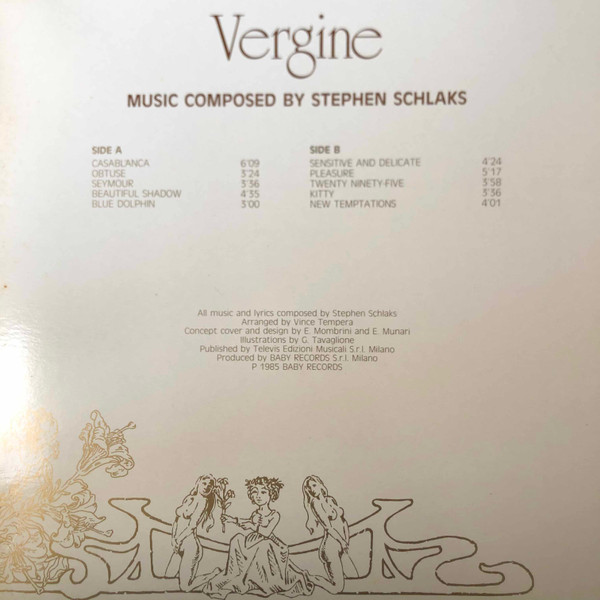 Vergine
MUSIC COMPOSED BY STEPHEN SCHLAKS
SIDE A
CASABLANCA 6'09
OBTUSE 3'24
SEYMOUR 3'36
BEAUTIFUL SHADOW 4'35
BLUE DOLPHIN 3'00
SIDE B
SENSITIVE AND DELICATE 4'24
PLEASURE 5'17
TWENTY NINETY-FIVE 3'58
KITTY 3'36
NEW TEMPTATIONS 4'01
All music and lyrics composed by Stephen Schlaks
Arranged by Vince Tempera
Concept cover and design by E. Mombrini and E. Munari
Illustrations by G. Tavaglione
Published by Televis Edizioni Musicali S.r.l. Milano
Produced by BABY RECORDS S.r.l. Milano
P 1985 BABY RECORDS